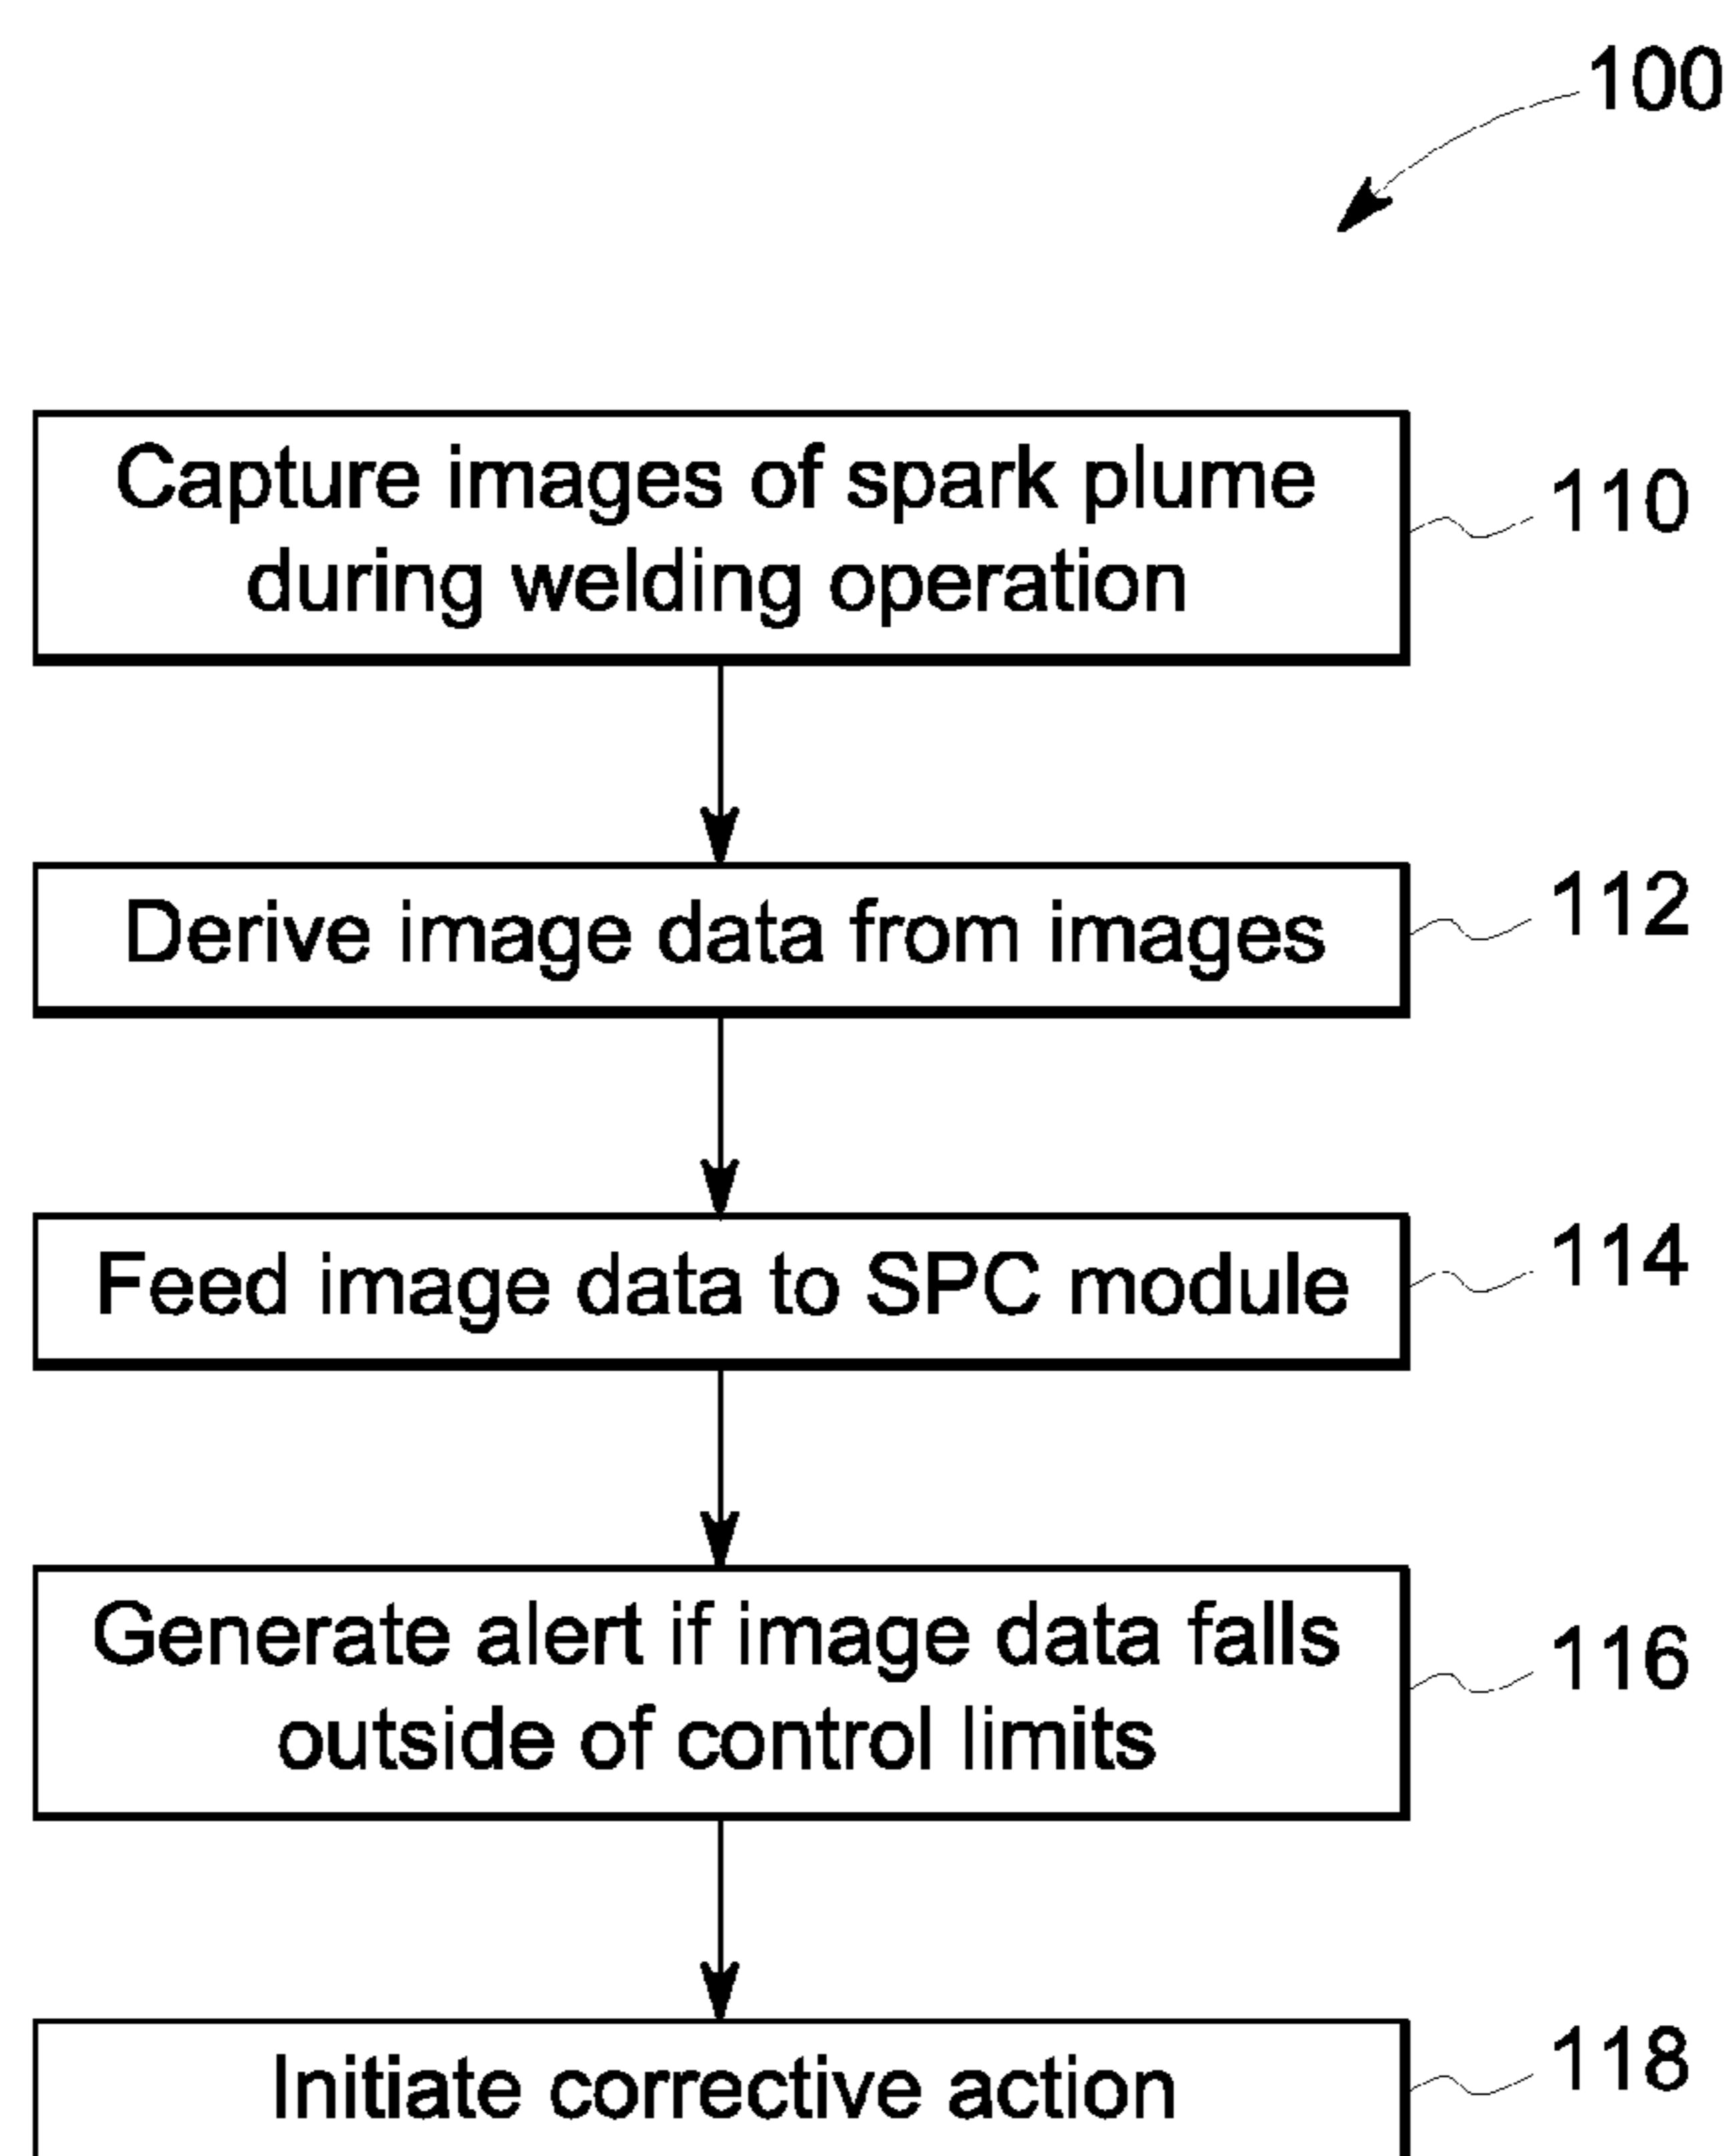 100
Capture images of spark plume
during welding operation
110
Derive image data from images
112
Feed image data to SPC module
114
Generate alert if image data falls
outside of control limits
116
Initiate corrective action
118